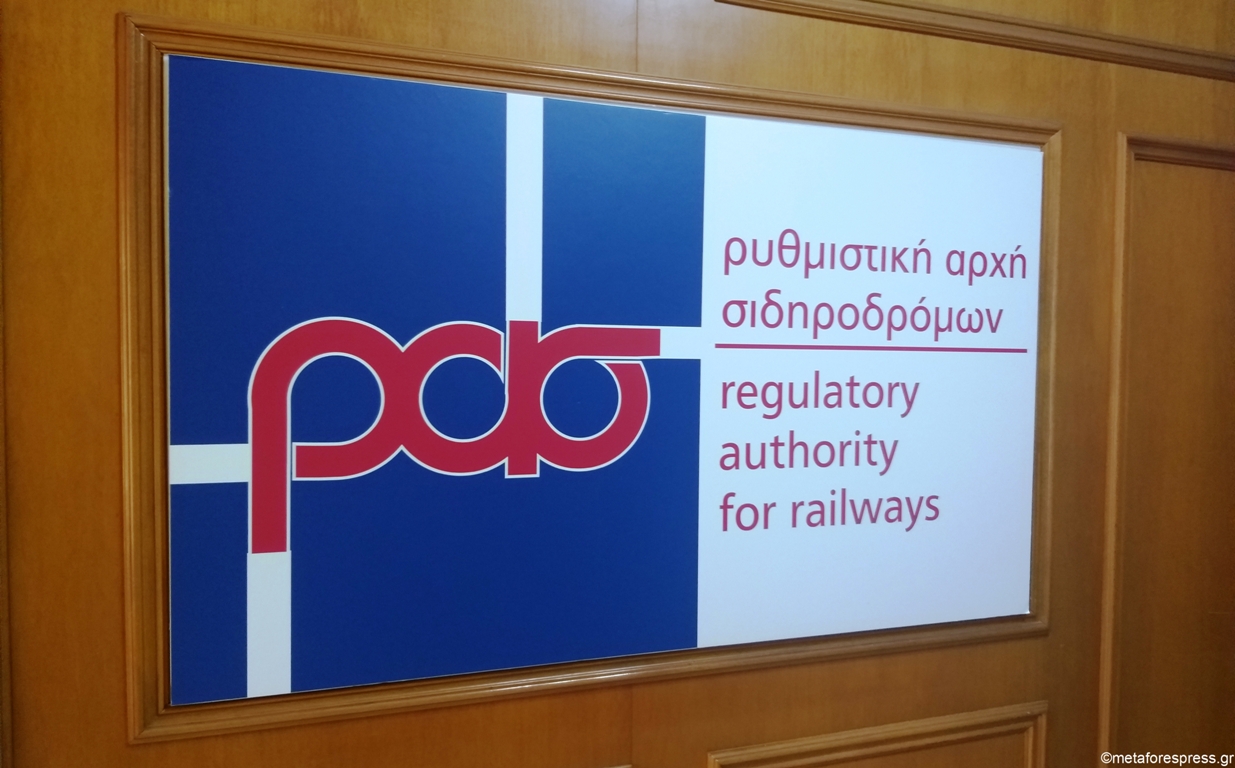 ρας
ρυθμιστική αρχή
σιδηροδρόμων
regulatory
authority
for railways
©metaforespress.gr